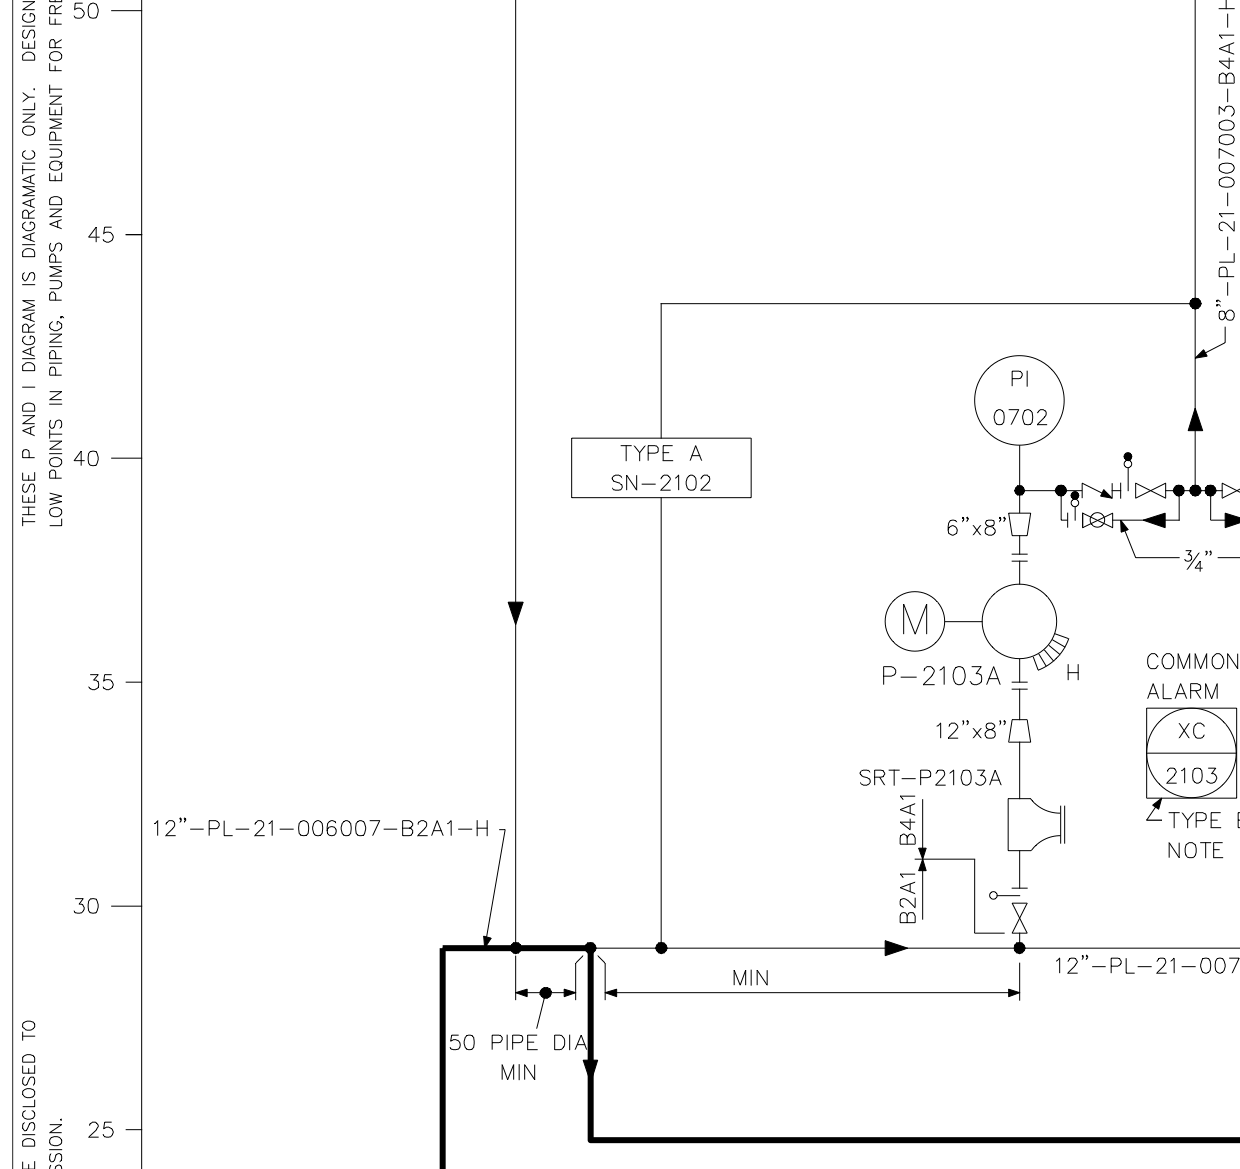 THESE P AND I DIAGRAM IS DIAGRAMATIC ONLY. DESIGN
LOW POINTS IN PIPING, PUMPS AND EQUIPMENT FOR FRE
E DISCLOSED TO
SSION.
50
45
40
35
30
25
8"-PL-21-007003-B4A1-H
PI
0702
TYPE A
SN-2102
H
6"x8"
3/4"
M
P-2103A
H
COMMON
ALARM
12"x8"
XC
2103
SRT-P2103A
B4A1
TYPE
NOTE
12"-PL-21-006007-B2A1-H
B2A1
12"-PL-21-007
MIN
50 PIPE DIA
MIN